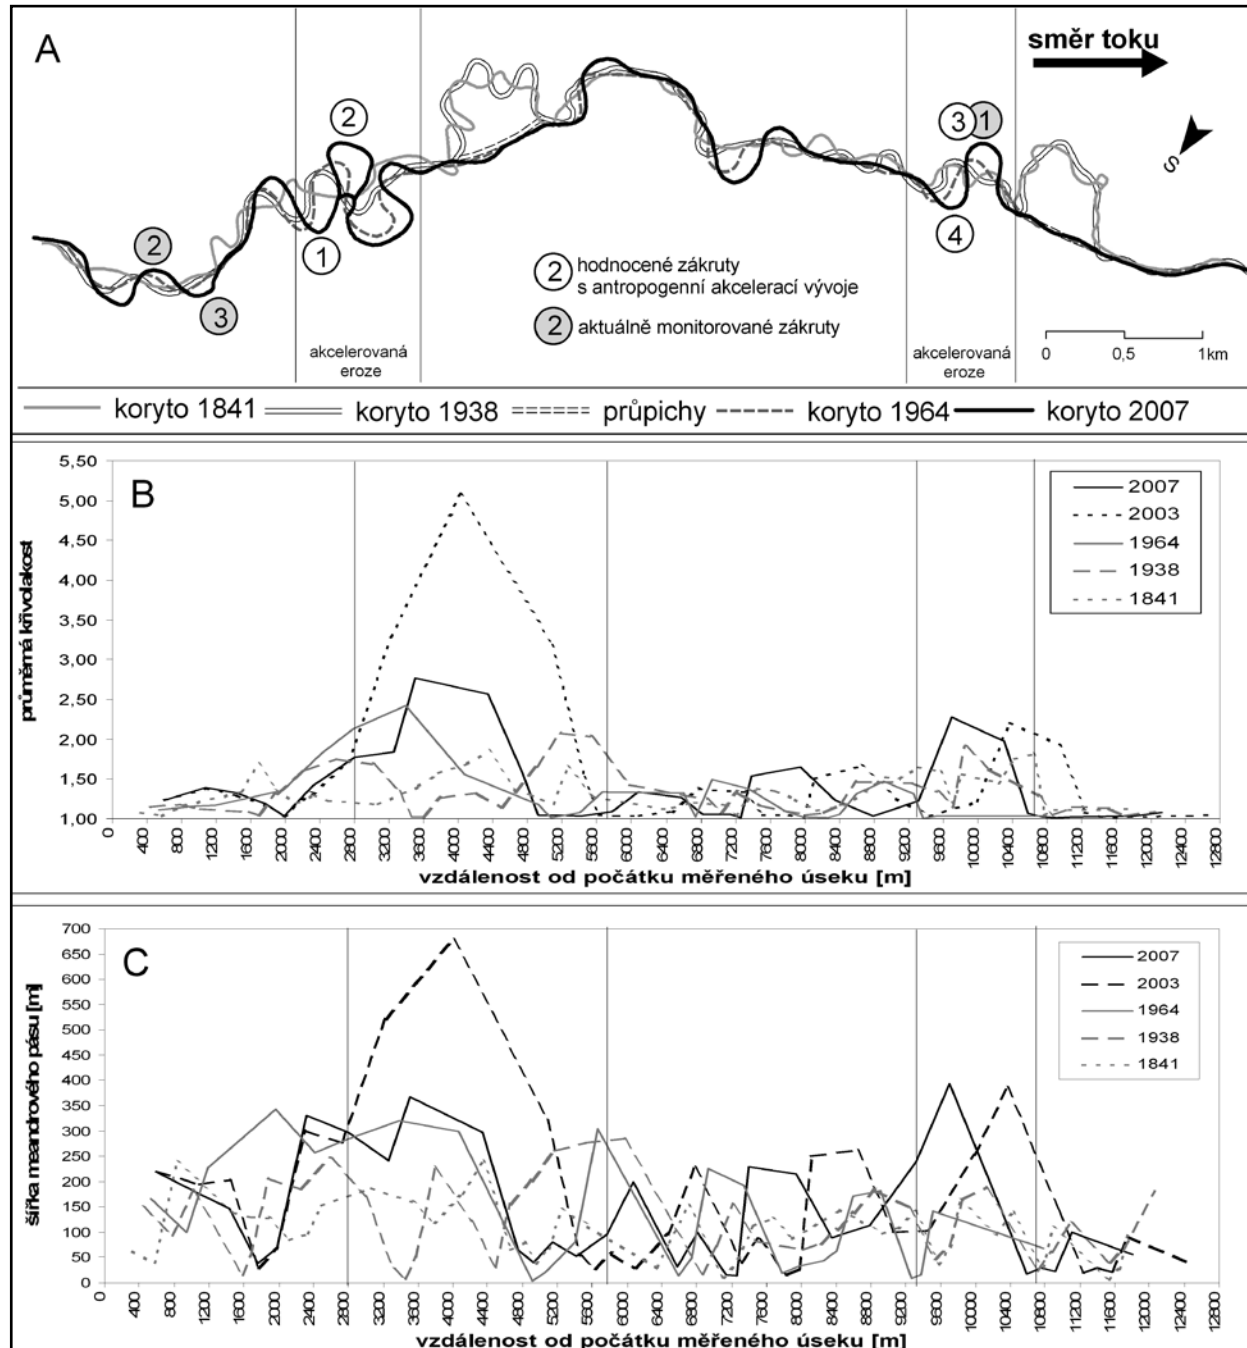 A
směr toku
S
2
3
1
2
3
1
4
2 hodnocené zákruty
s antropogenní akcelerací vývoje
2 aktuálně monitorované zákruty
0 0,5 1km
akcelerovaná
eroze
akcelerovaná
eroze
koryto 1841
koryto 1938
průpichy
koryto 1964
koryto 2007
B
průměrná křivolakost
5,50
5,00
4,50
4,00
3,50
3,00
2,50
2,00
1,50
1,00
2007
2003
1964
1938
1841
0 400 800 1200 1600 2000 2400 2800 3200 3600 4000 4400 4800 5200 5600 6000 6400 6800 7200 7600 8000 8400 8800 9200 9600 10000 10400 10800 11200 11600 12000 12400 12800
vzdálenost od počátku měřeného úseku [m]
C
šířka meandrového pásu [m]
700
650
600
550
500
450
400
350
300
250
200
150
100
50
0
2007
2003
1964
1938
1841
0 400 800 1200 1600 2000 2400 2800 3200 3600 4000 4400 4800 5200 5600 6000 6400 6800 7200 7600 8000 8400 8800 9200 9600 10000 10400 10800 11200 11600 12000 12400 12800
vzdálenost od počátku měřeného úseku [m]